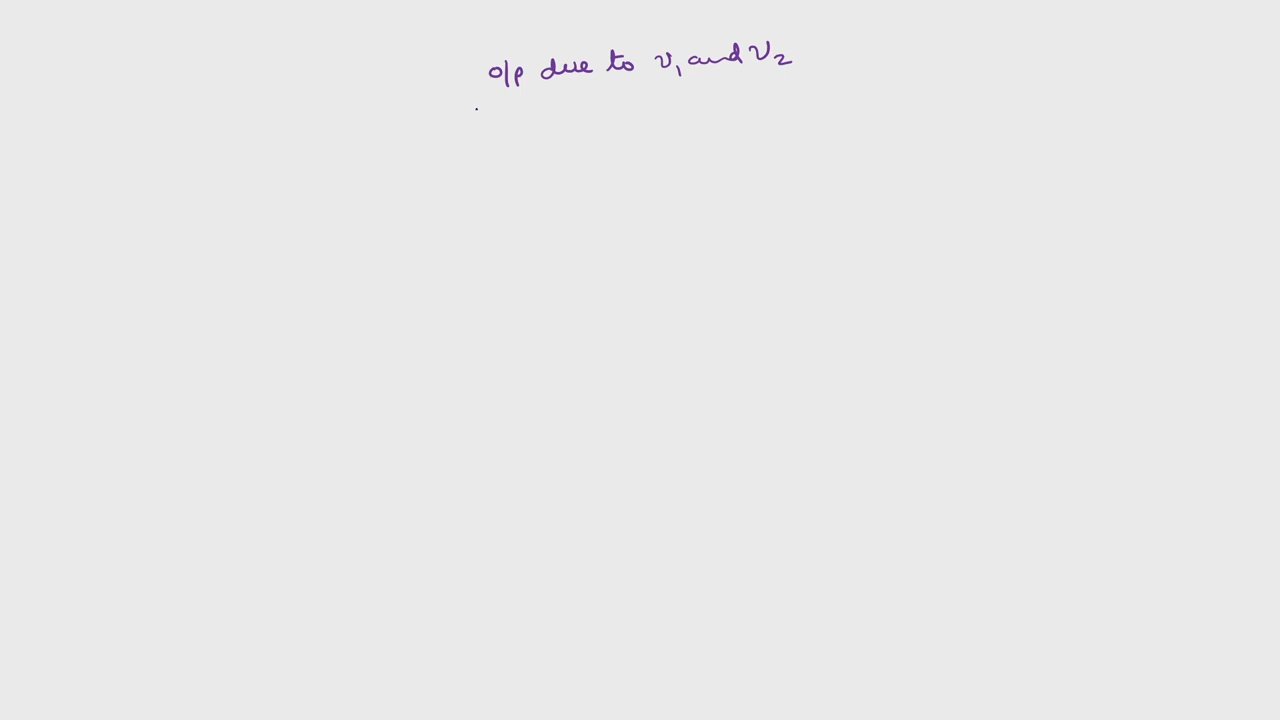 o/p due to v₁ and v₂